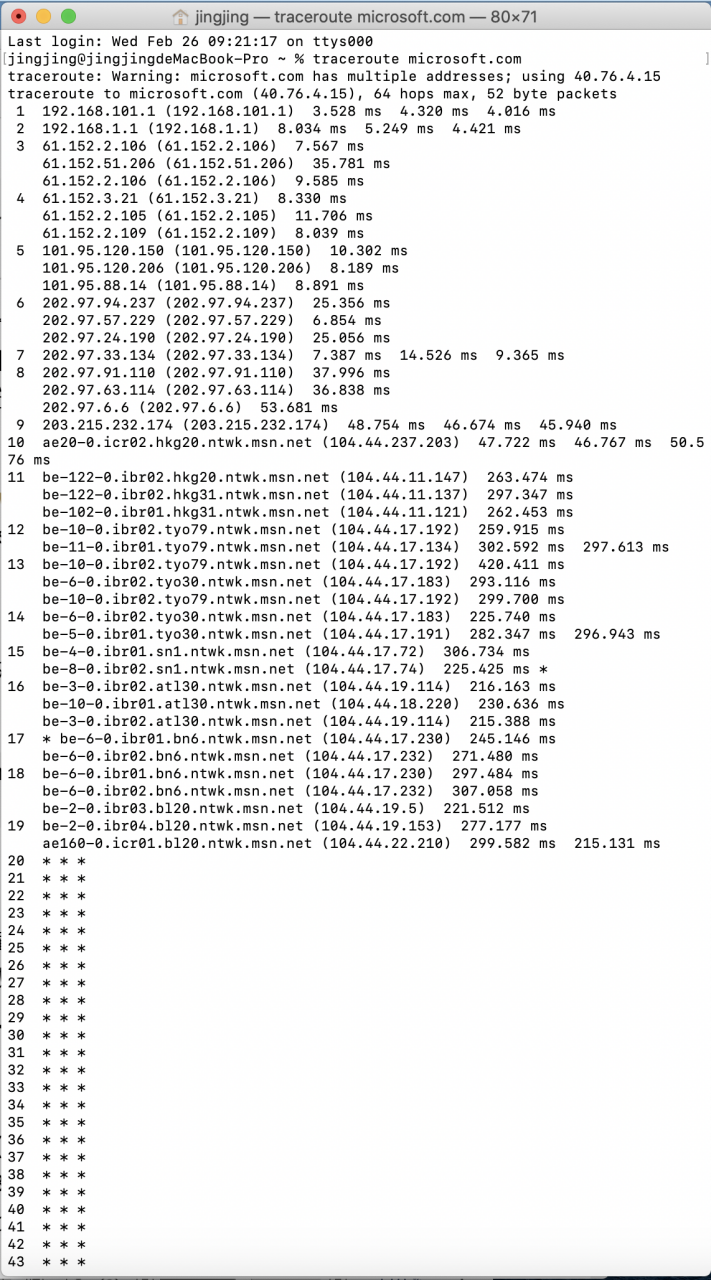 jingjing — traceroute microsoft.com — 80×71
Last login: Wed Feb 26 09:21:17 on ttys000
[jingjing@jingjingdeMacBook-Pro ~ % traceroute microsoft.com ]
traceroute: Warning: microsoft.com has multiple addresses; using 40.76.4.15
traceroute to microsoft.com (40.76.4.15), 64 hops max, 52 byte packets
 1  192.168.101.1 (192.168.101.1)  3.528 ms  4.320 ms  4.016 ms
 2  192.168.1.1 (192.168.1.1)  8.034 ms  5.249 ms  4.421 ms
 3  61.152.2.106 (61.152.2.106)  7.567 ms
    61.152.51.206 (61.152.51.206)  35.781 ms
    61.152.2.106 (61.152.2.106)  9.585 ms
 4  61.152.3.21 (61.152.3.21)  8.330 ms
    61.152.2.105 (61.152.2.105)  11.706 ms
    61.152.2.109 (61.152.2.109)  8.039 ms
 5  101.95.120.150 (101.95.120.150)  10.302 ms
    101.95.120.206 (101.95.120.206)  8.189 ms
    101.95.88.14 (101.95.88.14)  8.891 ms
 6  202.97.94.237 (202.97.94.237)  25.356 ms
    202.97.57.229 (202.97.57.229)  6.854 ms
    202.97.24.190 (202.97.24.190)  25.056 ms
 7  202.97.33.134 (202.97.33.134)  7.387 ms  14.526 ms  9.365 ms
 8  202.97.91.110 (202.97.91.110)  37.996 ms
    202.97.63.114 (202.97.63.114)  36.838 ms
    202.97.6.6 (202.97.6.6)  53.681 ms
 9  203.215.232.174 (203.215.232.174)  48.754 ms  46.674 ms  45.940 ms
10  ae20-0.icr02.hkg20.ntwk.msn.net (104.44.237.203)  47.722 ms  46.767 ms  50.5
76 ms
11  be-122-0.ibr02.hkg20.ntwk.msn.net (104.44.11.147)  263.474 ms
    be-122-0.ibr02.hkg31.ntwk.msn.net (104.44.11.137)  297.347 ms
    be-102-0.ibr01.hkg31.ntwk.msn.net (104.44.11.121)  262.453 ms
12  be-10-0.ibr02.tyo79.ntwk.msn.net (104.44.17.192)  259.915 ms
    be-11-0.ibr01.tyo79.ntwk.msn.net (104.44.17.134)  302.592 ms  297.613 ms
13  be-10-0.ibr02.tyo79.ntwk.msn.net (104.44.17.192)  420.411 ms
    be-6-0.ibr02.tyo30.ntwk.msn.net (104.44.17.183)  293.116 ms
    be-10-0.ibr02.tyo79.ntwk.msn.net (104.44.17.192)  299.700 ms
14  be-6-0.ibr02.tyo30.ntwk.msn.net (104.44.17.183)  225.740 ms
    be-5-0.ibr01.tyo30.ntwk.msn.net (104.44.17.191)  282.347 ms  296.943 ms
15  be-4-0.ibr01.sn1.ntwk.msn.net (104.44.17.72)  306.734 ms
    be-8-0.ibr02.sn1.ntwk.msn.net (104.44.17.74)  225.425 ms *
16  be-3-0.ibr02.atl30.ntwk.msn.net (104.44.19.114)  216.163 ms
    be-10-0.ibr01.atl30.ntwk.msn.net (104.44.18.220)  230.636 ms
    be-3-0.ibr02.atl30.ntwk.msn.net (104.44.19.114)  215.388 ms
17  * be-6-0.ibr01.bn6.ntwk.msn.net (104.44.17.230)  245.146 ms
    be-6-0.ibr02.bn6.ntwk.msn.net (104.44.17.232)  271.480 ms
18  be-6-0.ibr01.bn6.ntwk.msn.net (104.44.17.230)  297.484 ms
    be-6-0.ibr02.bn6.ntwk.msn.net (104.44.17.232)  307.058 ms
    be-2-0.ibr03.bl20.ntwk.msn.net (104.44.19.5)  221.512 ms
19  be-2-0.ibr04.bl20.ntwk.msn.net (104.44.19.153)  277.177 ms
    ae160-0.icr01.bl20.ntwk.msn.net (104.44.22.210)  299.582 ms  215.131 ms
20  * * *
21  * * *
22  * * *
23  * * *
24  * * *
25  * * *
26  * * *
27  * * *
28  * * *
29  * * *
30  * * *
31  * * *
32  * * *
33  * * *
34  * * *
35  * * *
36  * * *
37  * * *
38  * * *
39  * * *
40  * * *
41  * * *
42  * * *
43  * * *